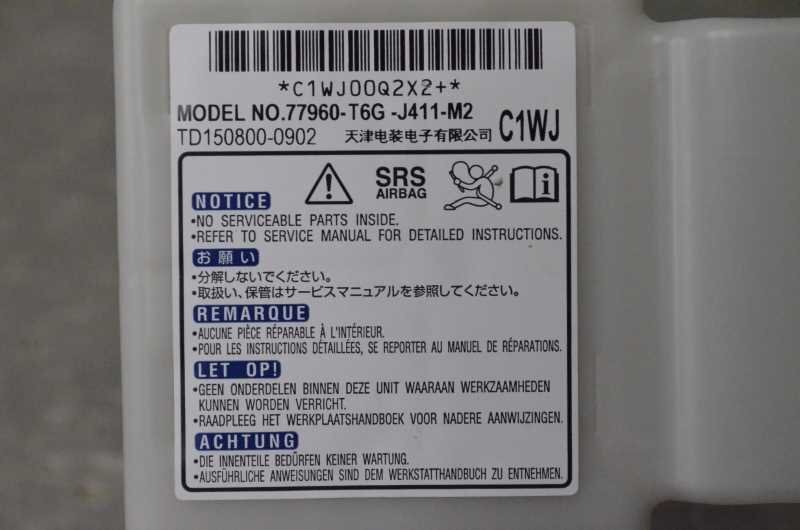 *C1WJ00Q2X2+*
MODEL NO.77960-T6G -J411-M2
TD150800-0902 天津电装电子有限公司 C1WJ
SRS
AIRBAG
NOTICE
•NO SERVICEABLE PARTS INSIDE.
•REFER TO SERVICE MANUAL FOR DETAILED INSTRUCTIONS.
お願い
•分解しないでください。
•取扱い、保管はサービスマニュアルを参照してください。
REMARQUE
•AUCUNE PIÈCE RÉPARABLE À L'INTÉRIEUR.
•POUR LES INSTRUCTIONS DÉTAILLÉES, SE REPORTER AU MANUEL DE RÉPARATIONS.
LET OP!
•GEEN ONDERDELEN BINNEN DEZE UNIT WAARAAN WERKZAAMHEDEN
KUNNEN WORDEN VERRICHT.
•RAADPLEEG HET WERKPLAATSHANDBOEK VOOR NADERE AANWIJZINGEN.
ACHTUNG
•DIE INNENTEILE BEDÜRFEN KEINER WARTUNG.
•AUSFÜHRLICHE ANWEISUNGEN SIND DEM WERKSTATTHANDBUCH ZU ENTNEHMEN.